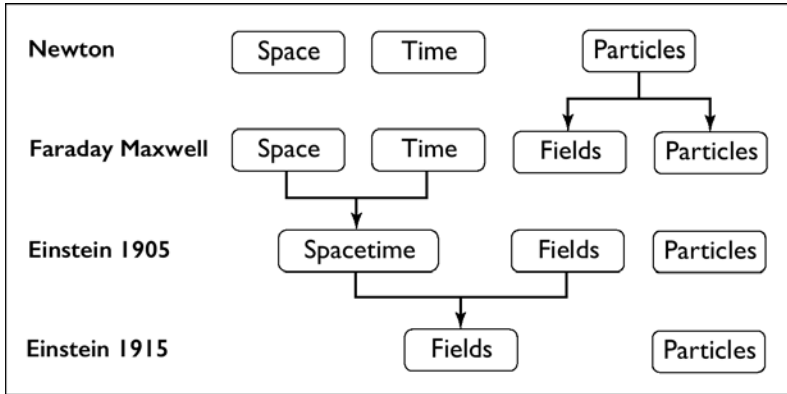 Newton Space Time Particles
Faraday Maxwell Space Time Fields Particles
Einstein 1905 Spacetime Fields Particles
Einstein 1915 Fields Particles